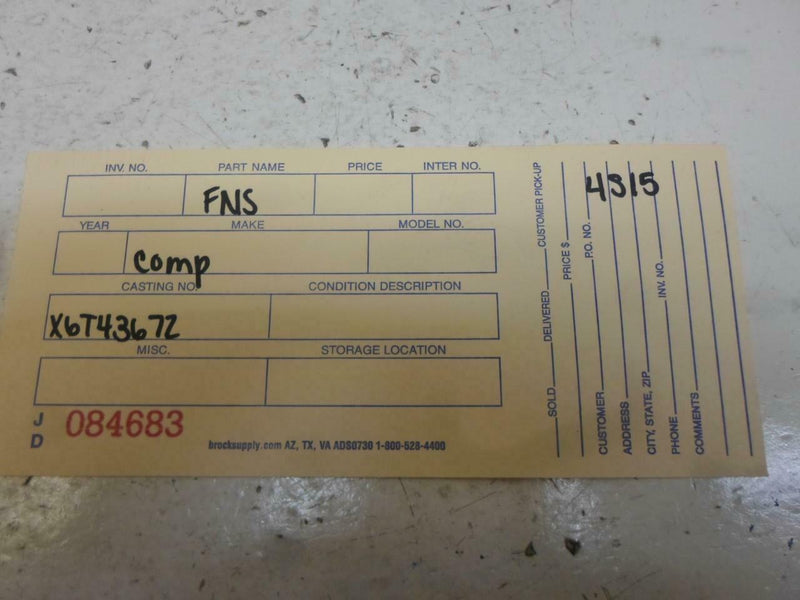 INV. NO. PART NAME PRICE INTER NO.
FNS
YEAR MAKE MODEL NO.
Comp
CASTING NO. CONDITION DESCRIPTION
X6T43672
MISC. STORAGE LOCATION
J D 084683
brocksupply.com AZ, TX, VA ADS0730 1-800-528-4400
SOLD DELIVERED CUSTOMER PICK-UP
PRICE $
P.O. NO.
4315
CUSTOMER
ADDRESS
CITY, STATE, ZIP
INV. NO.
PHONE
COMMENTS